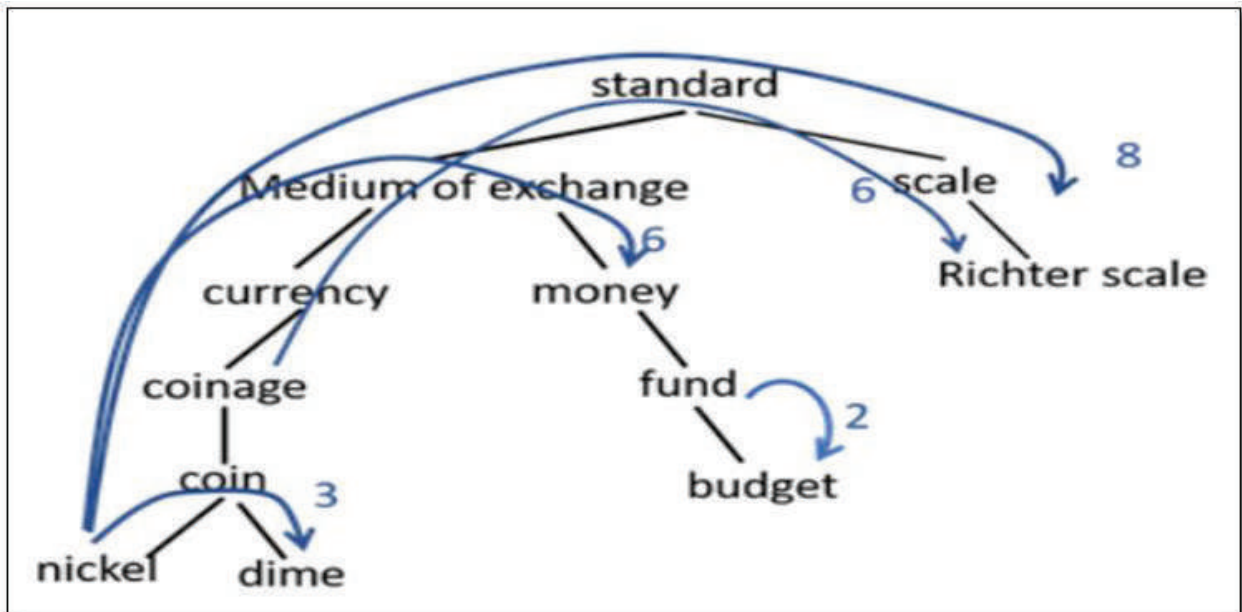 standard
8
Medium of exchange
6 scale
6
Richter scale
currency
money
coinage
fund
2
budget
coin
3
nickel
dime